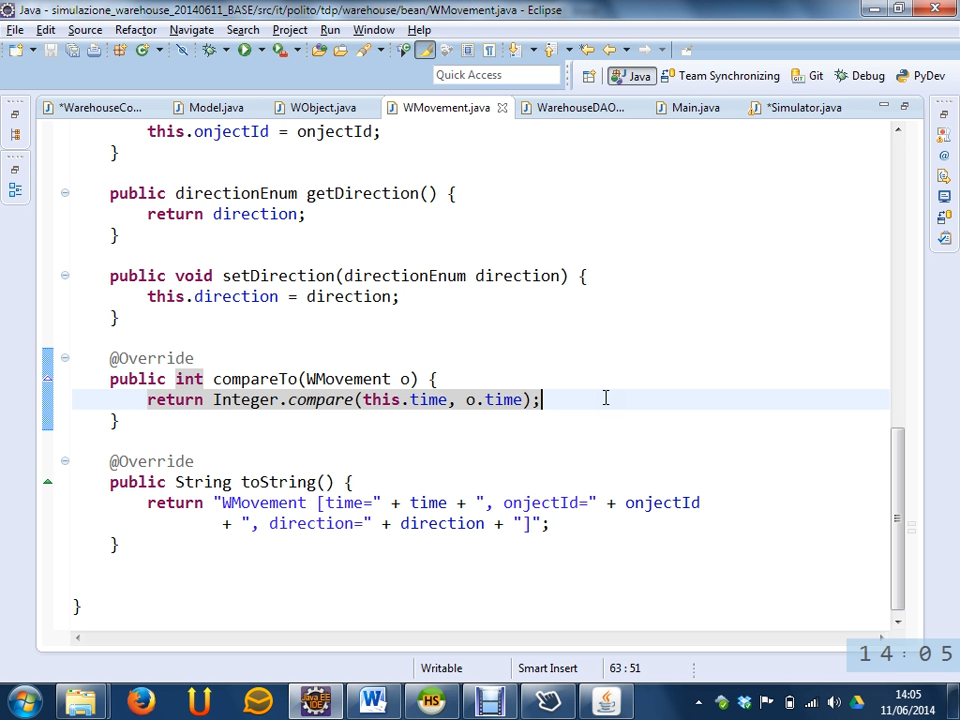 Java - simulazione_warehouse_20140611_BASE/src/it/polito/tdp/warehouse/bean/WMovement.java - Eclipse
File Edit Source Refactor Navigate Search Project Run Window Help
Quick Access
Java Team Synchronizing Git Debug PyDev
*WarehouseCo... Model.java WObject.java WMovement.java WarehouseDAO... Main.java *Simulator.java
this.onjectId = onjectId;
}
public directionEnum getDirection() {
return direction;
}
public void setDirection(directionEnum direction) {
this.direction = direction;
}
@Override
public int compareTo(WMovement o) {
return Integer.compare(this.time, o.time);
}
@Override
public String toString() {
return "WMovement [time=" + time + ", onjectId=" + onjectId
+ ", direction=" + direction + "]";
}
}
14:05
Writable Smart Insert 63 : 51
W HS
14:05
11/06/2014